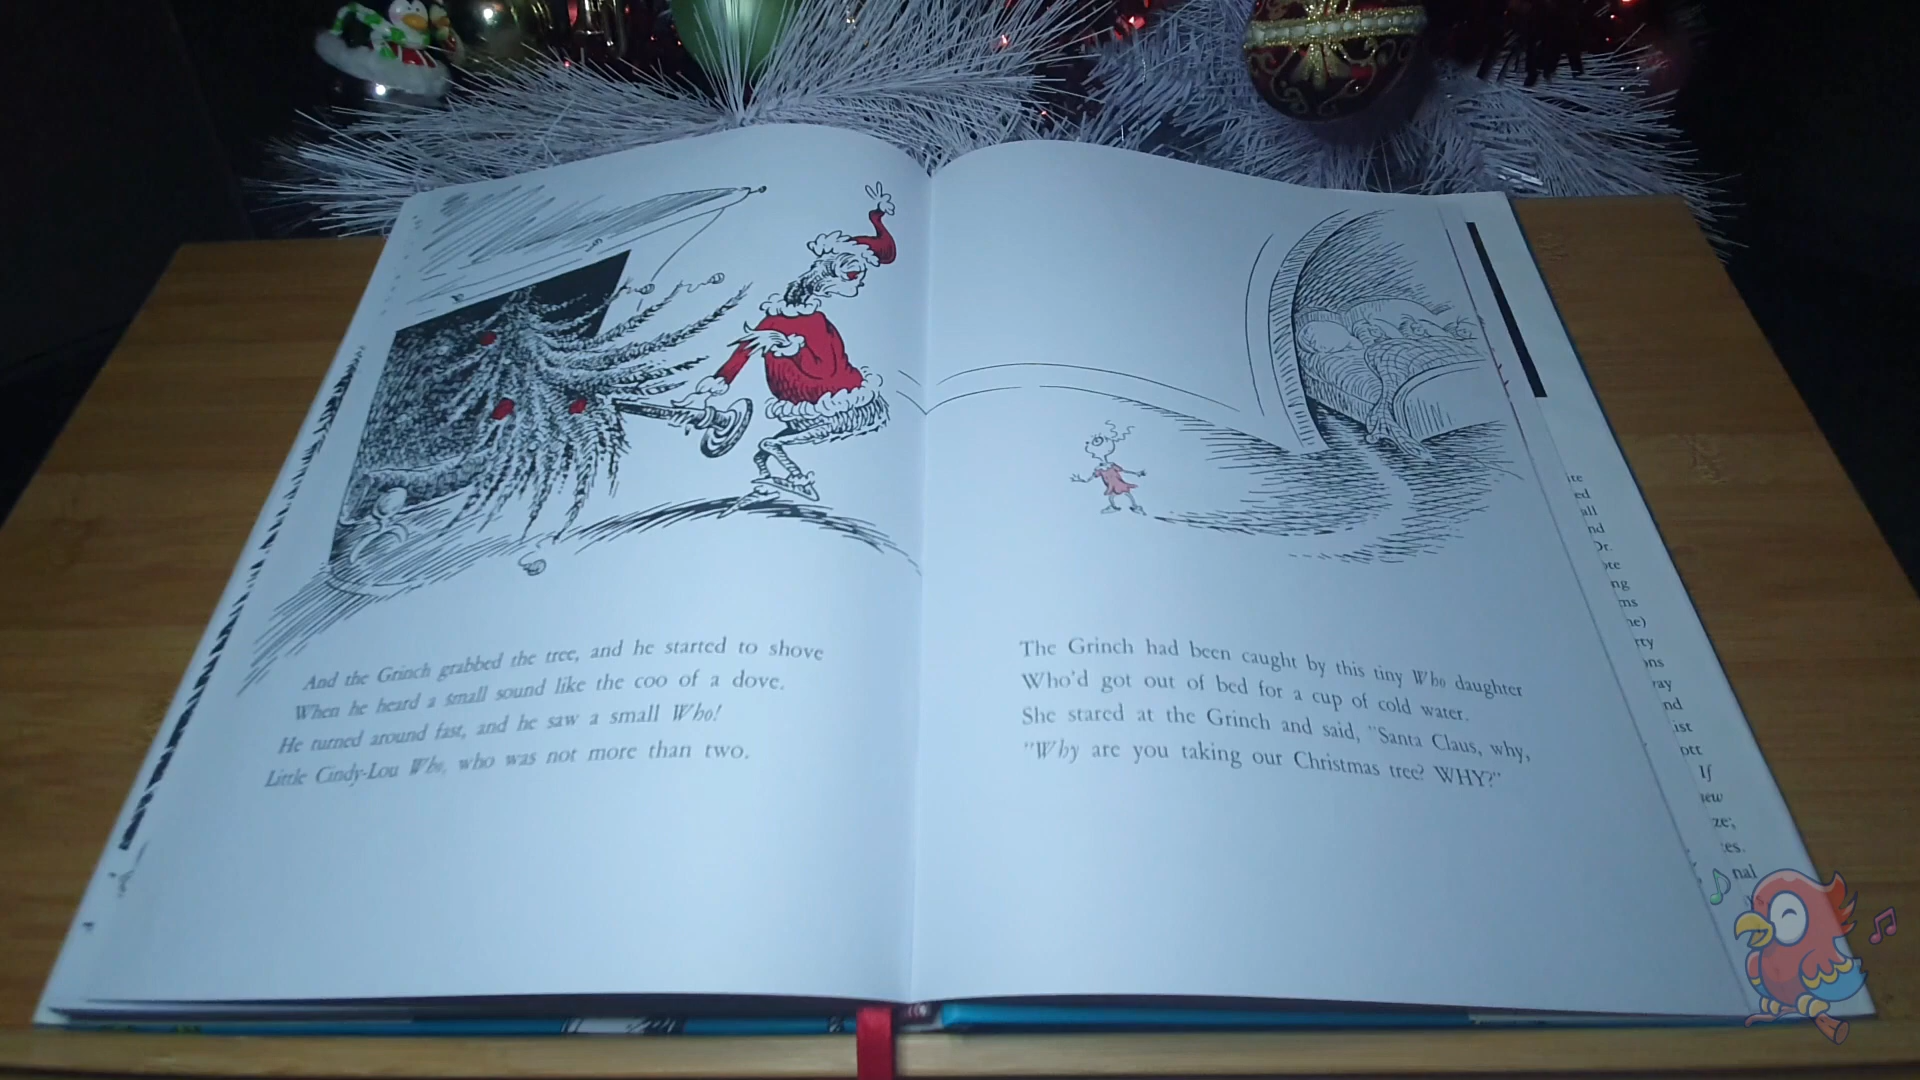 And the Grinch grabbed the tree, and he started to shove
When he heard a small sound like the coo of a dove.
He turned around fast, and he saw a small Who!
Little Cindy-Lou Who, who was not more than two.
The Grinch had been caught by this tiny Who daughter
Who'd got out of bed for a cup of cold water.
She stared at the Grinch and said, "Santa Claus, why,
"Why are you taking our Christmas tree? WHY?"
all
Dr.
If